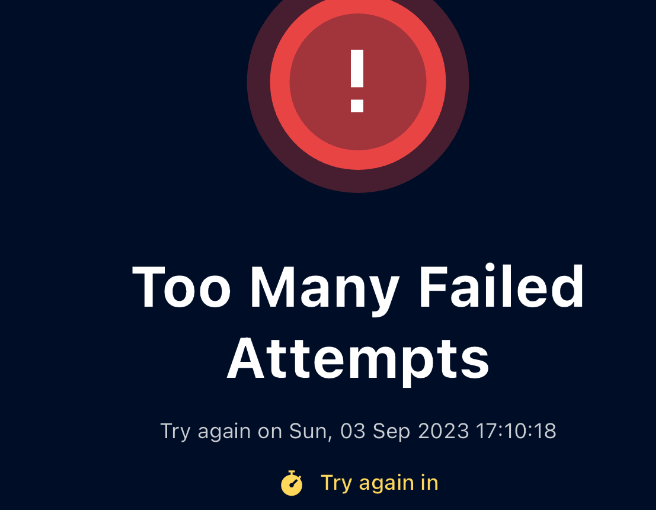 !
Too Many Failed
Attempts
Try again on Sun, 03 Sep 2023 17:10:18
Try again in